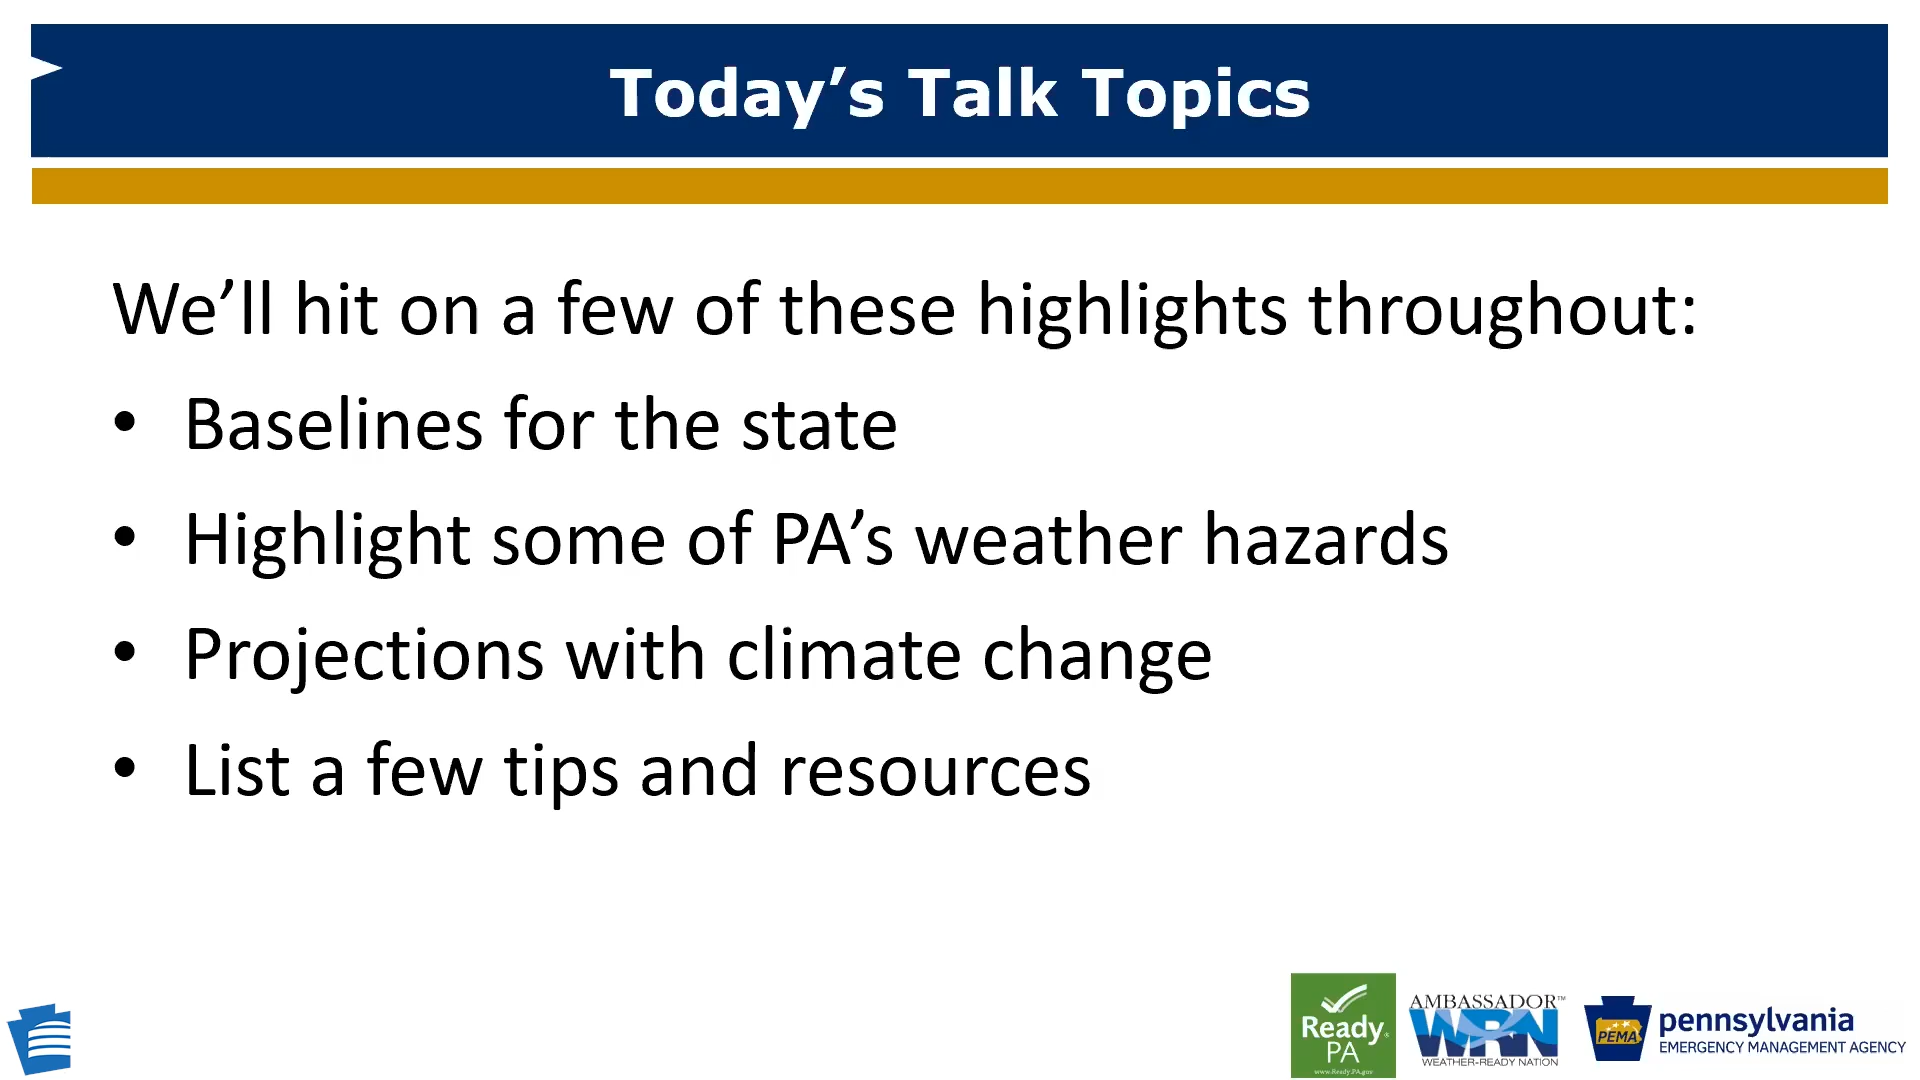 Today’s Talk Topics
We’ll hit on a few of these highlights throughout:
• Baselines for the state
• Highlight some of PA’s weather hazards
• Projections with climate change
• List a few tips and resources
Ready
PA
www.Ready.PA.gov
AMBASSADOR™
WRN
WEATHER-READY NATION
PEMA
pennsylvania
EMERGENCY MANAGEMENT AGENCY